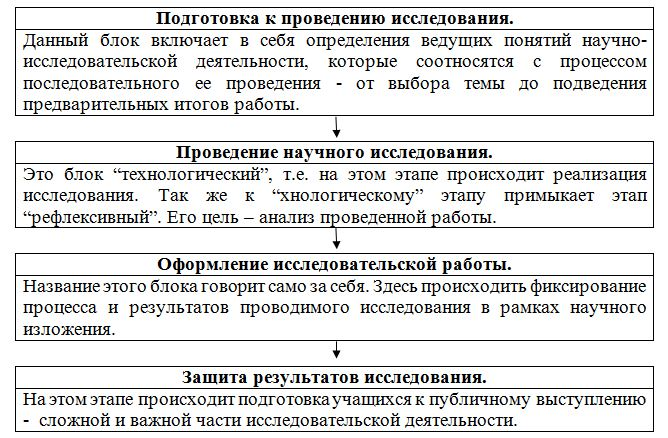 Подготовка к проведению исследования.
Данный блок включает в себя определения ведущих понятий научно-
исследовательской деятельности, которые соотносятся с процессом
последовательного ее проведения - от выбора темы до подведения
предварительных итогов работы.
Проведение научного исследования.
Это блок “технологический”, т.е. на этом этапе происходит реализация
исследования. Так же к “хнологическому” этапу примыкает этап
“рефлексивный”. Его цель – анализ проведенной работы.
Оформление исследовательской работы.
Название этого блока говорит само за себя. Здесь происходить фиксирование
процесса и результатов проводимого исследования в рамках научного
изложения.
Защита результатов исследования.
На этом этапе происходит подготовка учащихся к публичному выступлению
- сложной и важной части исследовательской деятельности.